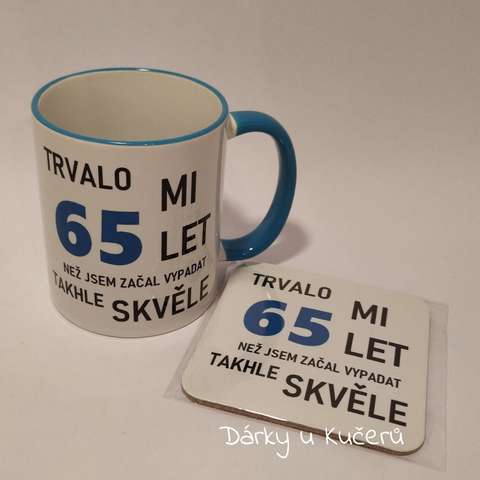 TRVALO MI
65 LET
NEŽ JSEM ZAČAL VYPADAT
TAKHLE SKVĚLE
TRVALO MI
65 LET
NEŽ JSEM ZAČAL VYPADAT
TAKHLE SKVĚLE
Dárky u Kučerů